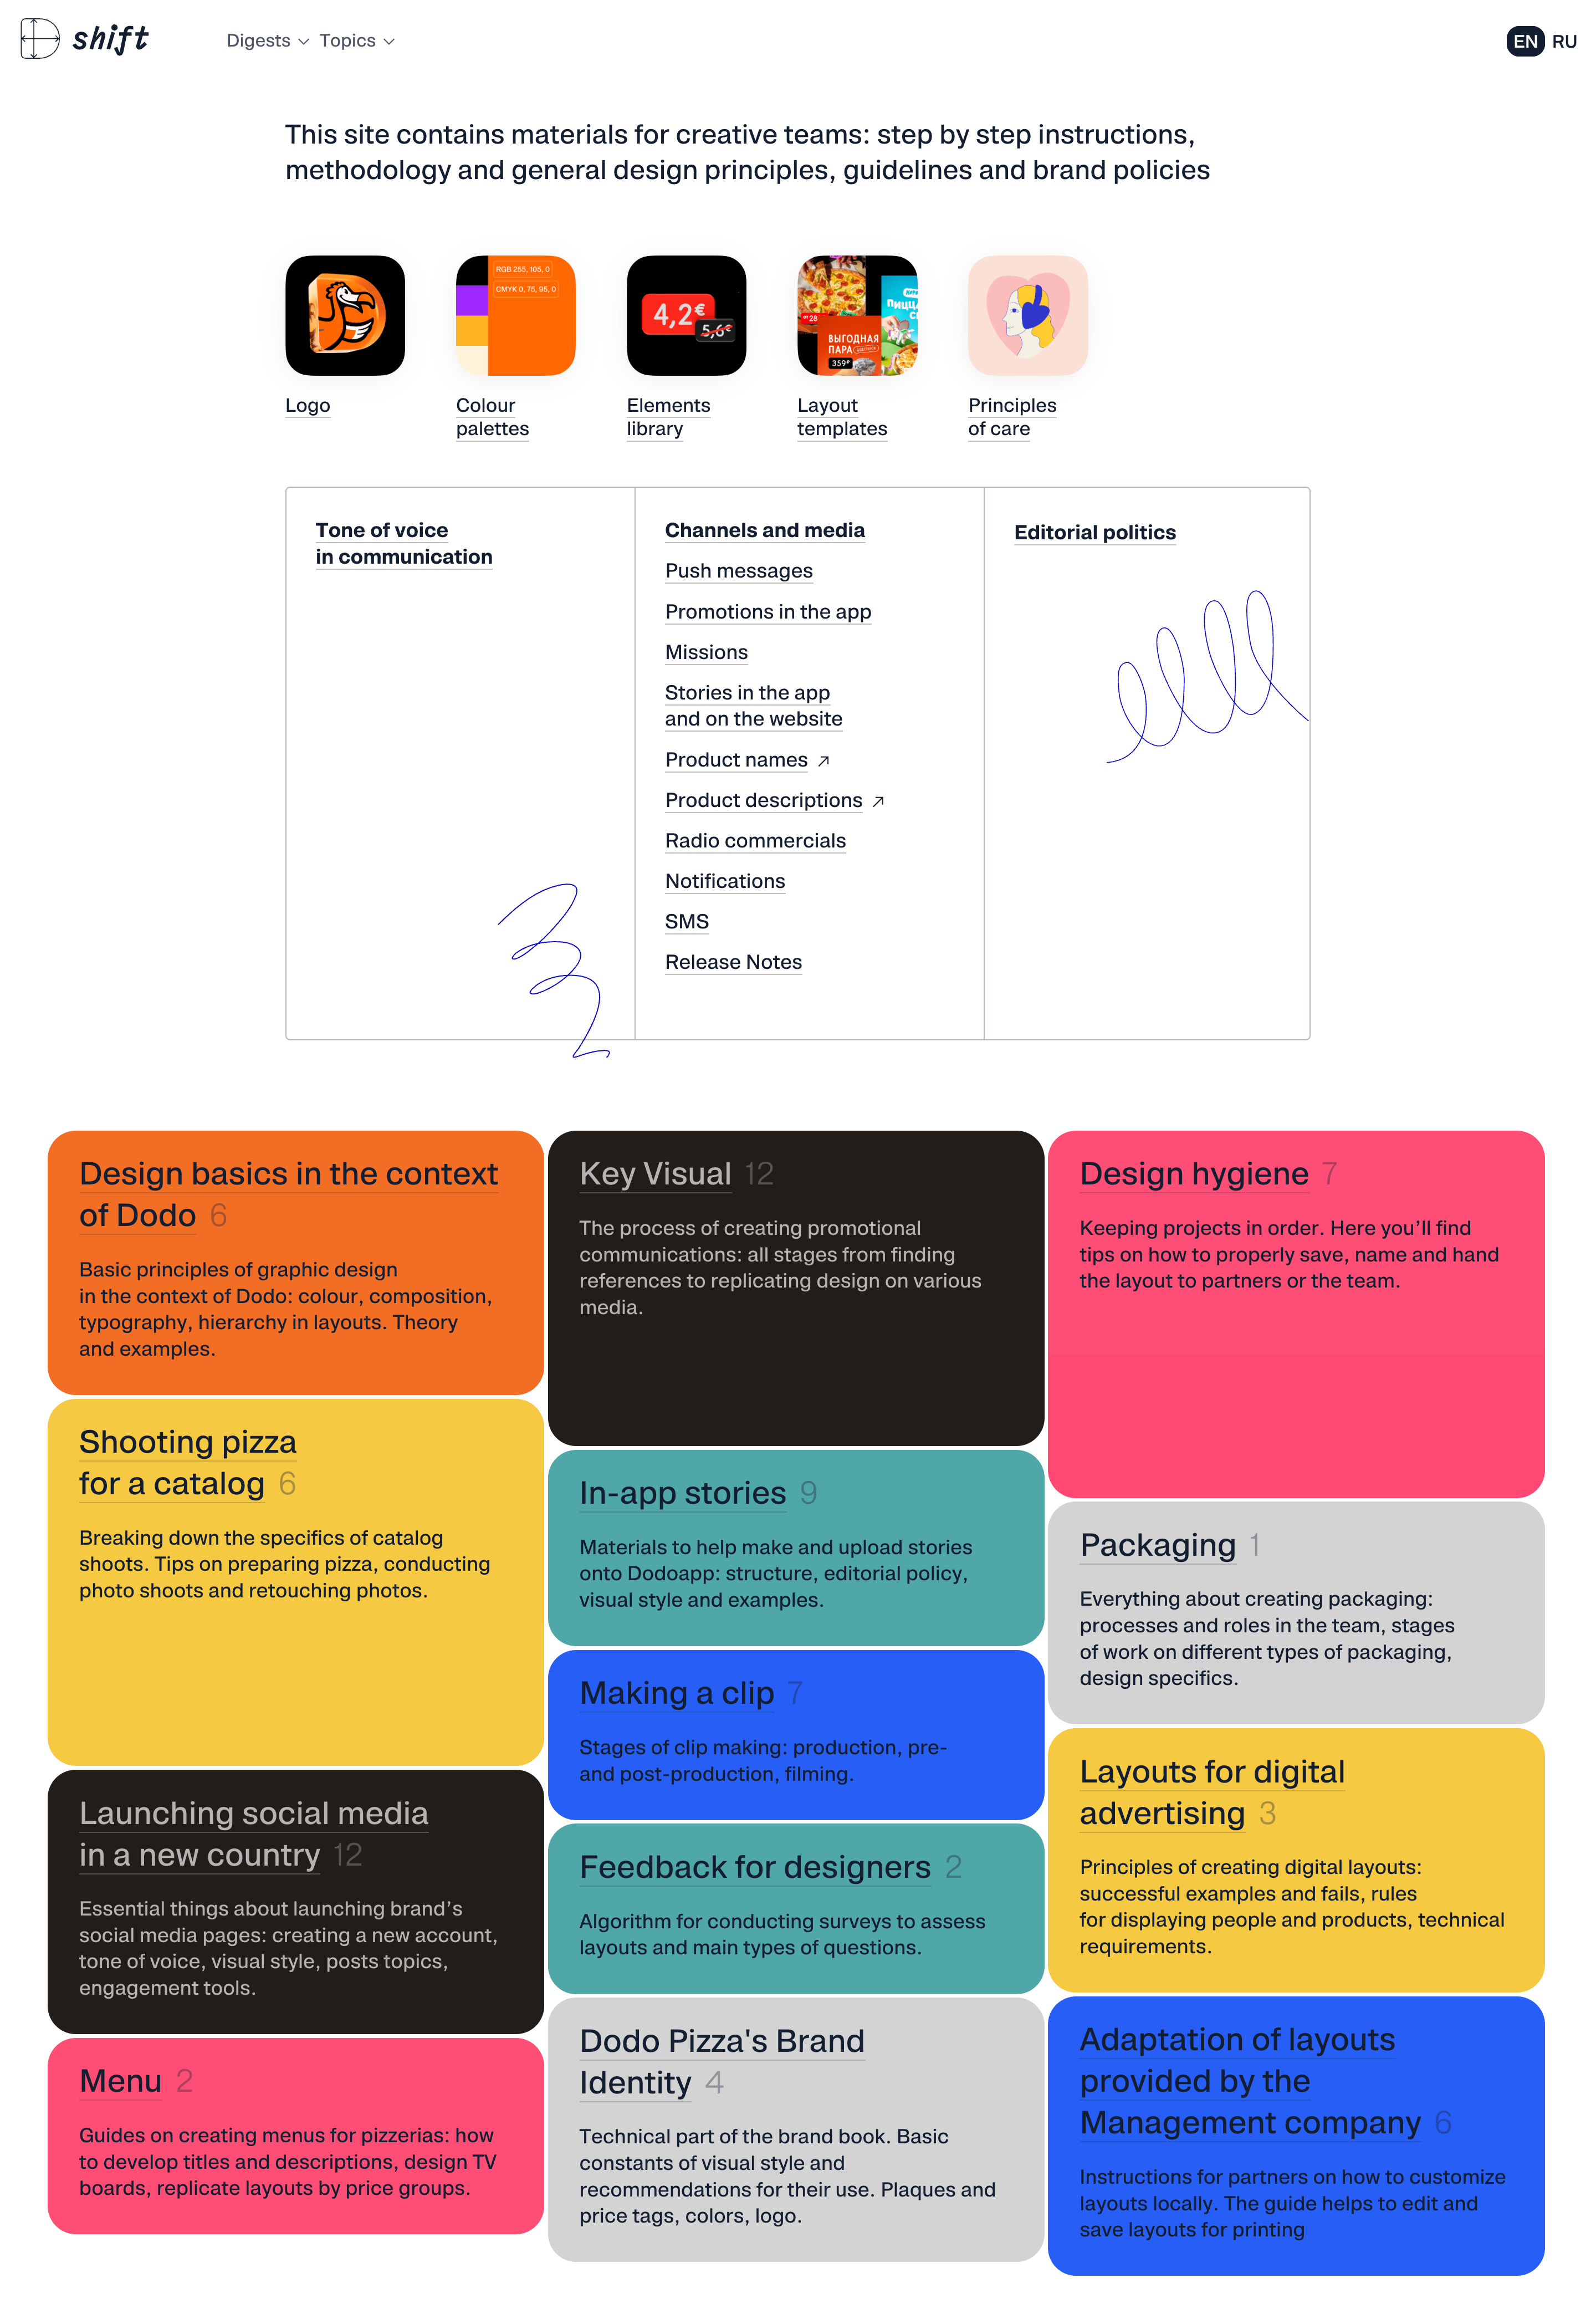 shift
Digests
Topics
EN
RU
This site contains materials for creative teams: step by step instructions,
methodology and general design principles, guidelines and brand policies
RGB 255, 105, 0
CMYK 0, 75, 95, 0
4,2€
5,6€
ВЫГОДНАЯ
ПАРА
359₽
Logo
Colour
palettes
Elements
library
Layout
templates
Principles
of care
Tone of voice
in communication
Channels and media
Push messages
Promotions in the app
Missions
Stories in the app
and on the website
Product names
Product descriptions
Radio commercials
Notifications
SMS
Release Notes
Editorial politics
Design basics in the context
of Dodo 6
Basic principles of graphic design
in the context of Dodo: colour, composition,
typography, hierarchy in layouts. Theory
and examples.
Shooting pizza
for a catalog 6
Breaking down the specifics of catalog
shoots. Tips on preparing pizza, conducting
photo shoots and retouching photos.
Launching social media
in a new country 12
Essential things about launching brand’s
social media pages: creating a new account,
tone of voice, visual style, posts topics,
engagement tools.
Menu 2
Guides on creating menus for pizzerias: how
to develop titles and descriptions, design TV
boards, replicate layouts by price groups.
Key Visual 12
The process of creating promotional
communications: all stages from finding
references to replicating design on various
media.
In-app stories 9
Materials to help make and upload stories
onto Dodoapp: structure, editorial policy,
visual style and examples.
Making a clip 7
Stages of clip making: production, pre-
and post-production, filming.
Feedback for designers 2
Algorithm for conducting surveys to assess
layouts and main types of questions.
Dodo Pizza's Brand
Identity 4
Technical part of the brand book. Basic
constants of visual style and
recommendations for their use. Plaques and
price tags, colors, logo.
Design hygiene 7
Keeping projects in order. Here you’ll find
tips on how to properly save, name and hand
the layout to partners or the team.
Packaging 1
Everything about creating packaging:
processes and roles in the team, stages
of work on different types of packaging,
design specifics.
Layouts for digital
advertising 3
Principles of creating digital layouts:
successful examples and fails, rules
for displaying people and products, technical
requirements.
Adaptation of layouts
provided by the
Management company 6
Instructions for partners on how to customize
layouts locally. The guide helps to edit and
save layouts for printing